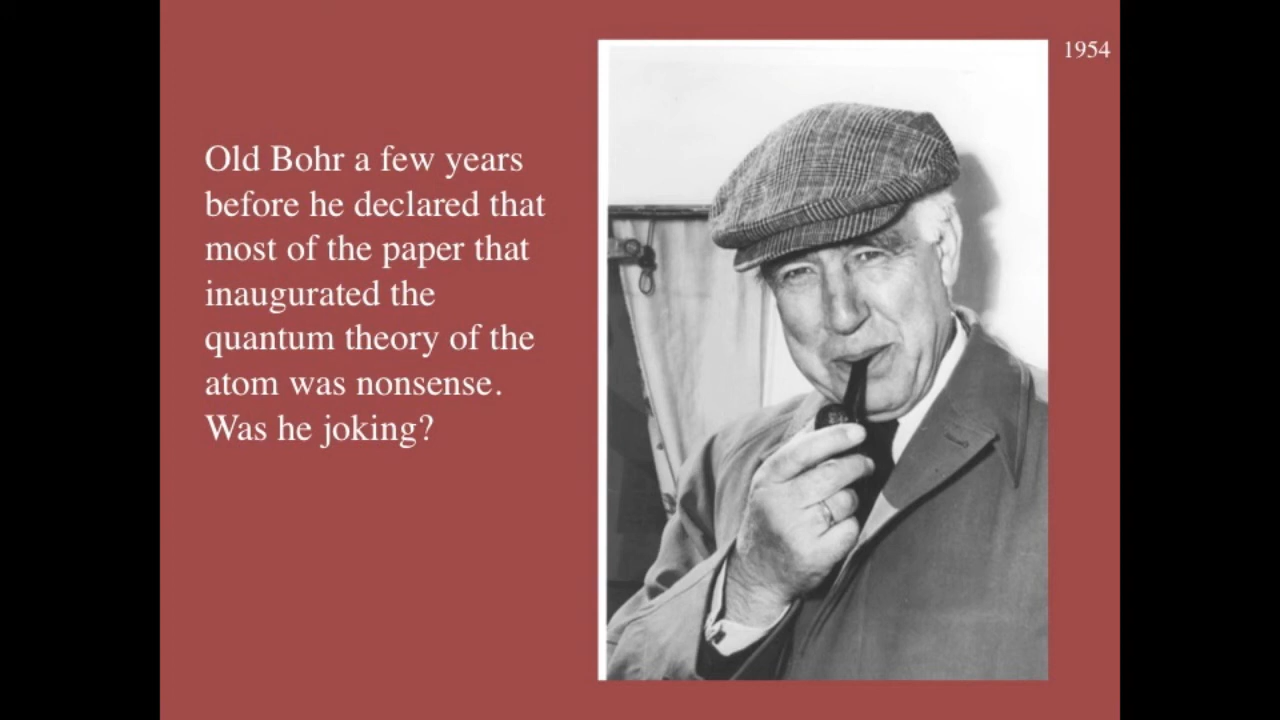 1954
Old Bohr a few years
before he declared that
most of the paper that
inaugurated the
quantum theory of the
atom was nonsense.
Was he joking?